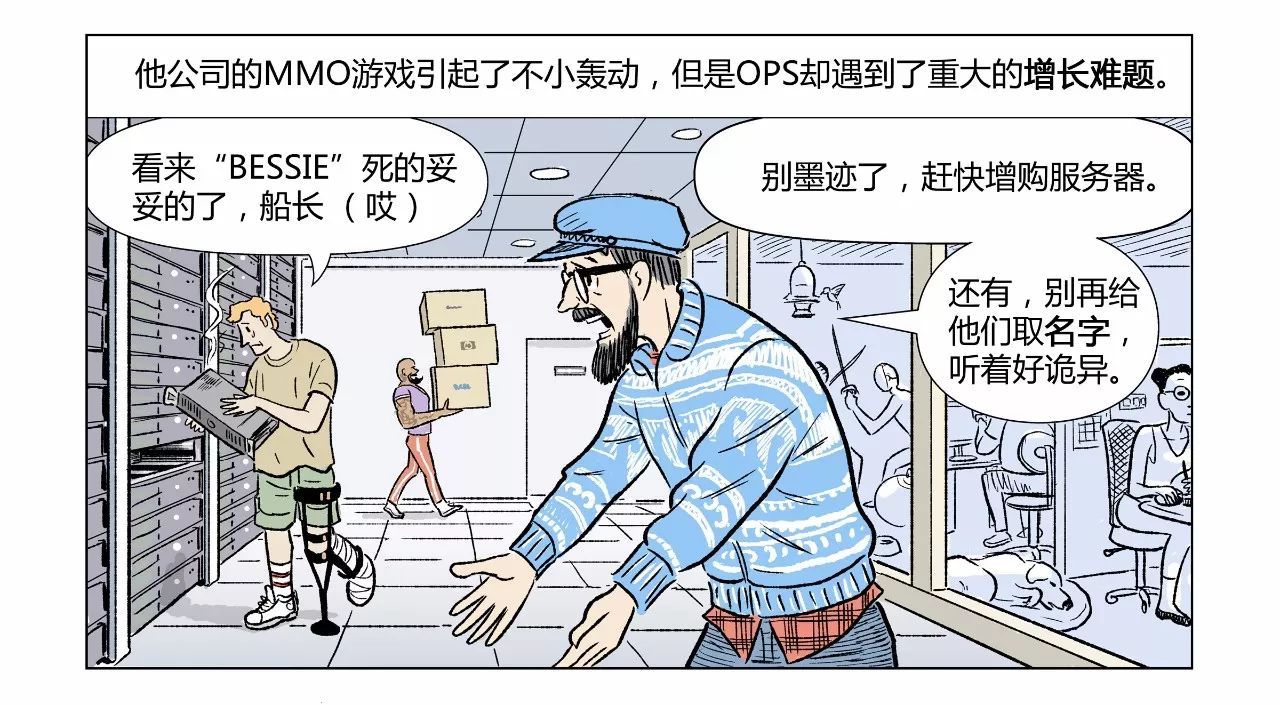 他公司的MMO游戏引起了不小轰动，但是OPS却遇到了重大的增长难题。
看来“BESSIE”死的妥
妥的了，船长（哎）
别墨迹了，赶快增购服务器。
还有，别再给
他们取名字，
听着好诡异。